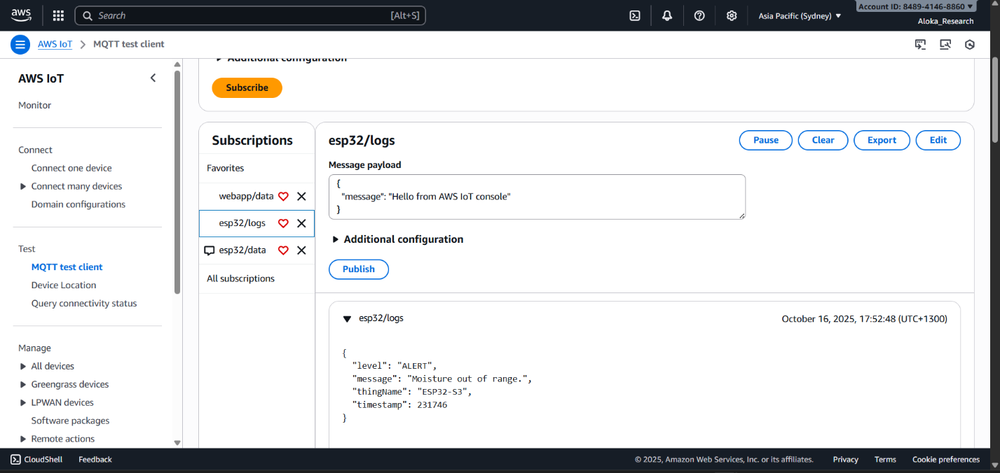 aws
Search
[Alt+S]
Asia Pacific (Sydney)
Account ID: 8489-4146-8860
Aloka_Research
AWS IoT
MQTT test client
AWS IoT
Monitor
Connect
Connect one device
Connect many devices
Domain configurations
Test
MQTT test client
Device Location
Query connectivity status
Manage
All devices
Greengrass devices
LPWAN devices
Software packages
Remote actions
Additional configuration
Subscribe
Subscriptions
Favorites
webapp/data
esp32/logs
esp32/data
All subscriptions
esp32/logs
Pause
Clear
Export
Edit
Message payload
{
"message": "Hello from AWS IoT console"
}
Additional configuration
Publish
esp32/logs
October 16, 2025, 17:52:48 (UTC+1300)
{
"level": "ALERT",
"message": "Moisture out of range.",
"thingName": "ESP32-S3",
"timestamp": 231746
}
CloudShell
Feedback
© 2025, Amazon Web Services, Inc. or its affiliates.
Privacy
Terms
Cookie preferences